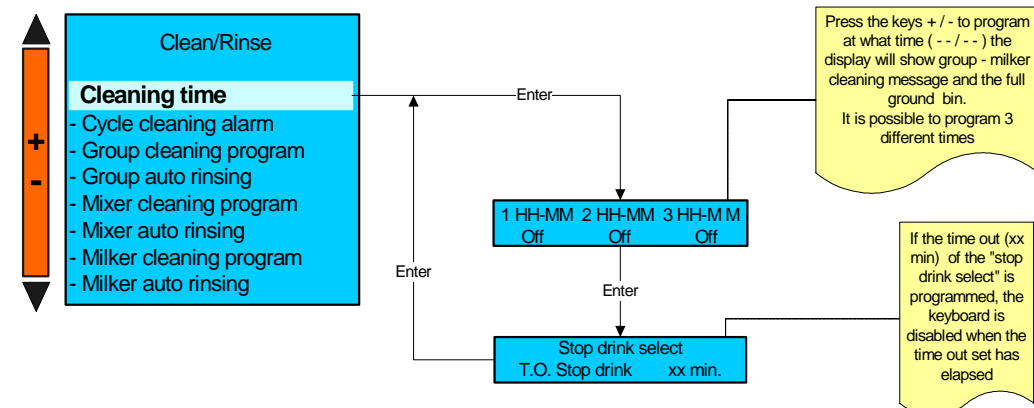 +
-
Clean/Rinse
Cleaning time
- Cycle cleaning alarm
- Group cleaning program
- Group auto rinsing
- Mixer cleaning program
- Mixer auto rinsing
- Milker cleaning program
- Milker auto rinsing
Enter
Press the keys + / - to program
at what time ( - - / - - ) the
display will show group - milker
cleaning message and the full
ground bin.
It is possible to program 3
different times
1 HH-MM 2 HH-MM 3 HH-M M
Off Off Off
Enter
Enter
Stop drink select
T.O. Stop drink xx min.
If the time out (xx
min) of the "stop
drink select" is
programmed, the
keyboard is
disabled when the
time out set has
elapsed